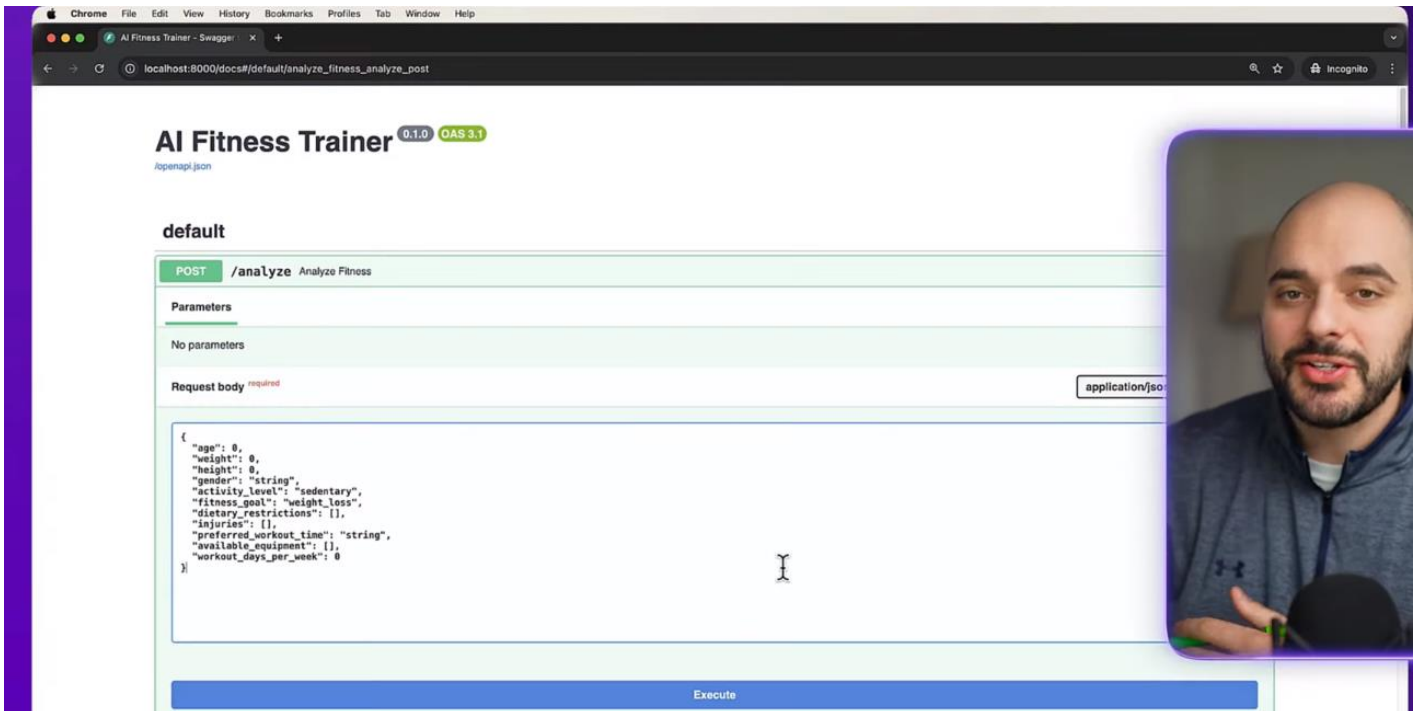 Chrome File Edit View History Bookmarks Profiles Tab Window Help
AI Fitness Trainer - Swagger
localhost:8000/docs#/default/analyze_fitness_analyze_post
Incognito
AI Fitness Trainer 0.1.0 OAS 3.1
/openapi.json
default
POST /analyze Analyze Fitness
Parameters
No parameters
Request body required
application/jso
{
"age": 0,
"weight": 0,
"height": 0,
"gender": "string",
"activity_level": "sedentary",
"fitness_goal": "weight_loss",
"dietary_restrictions": [],
"injuries": [],
"preferred_workout_time": "string",
"available_equipment": [],
"workout_days_per_week": 0
}
Execute